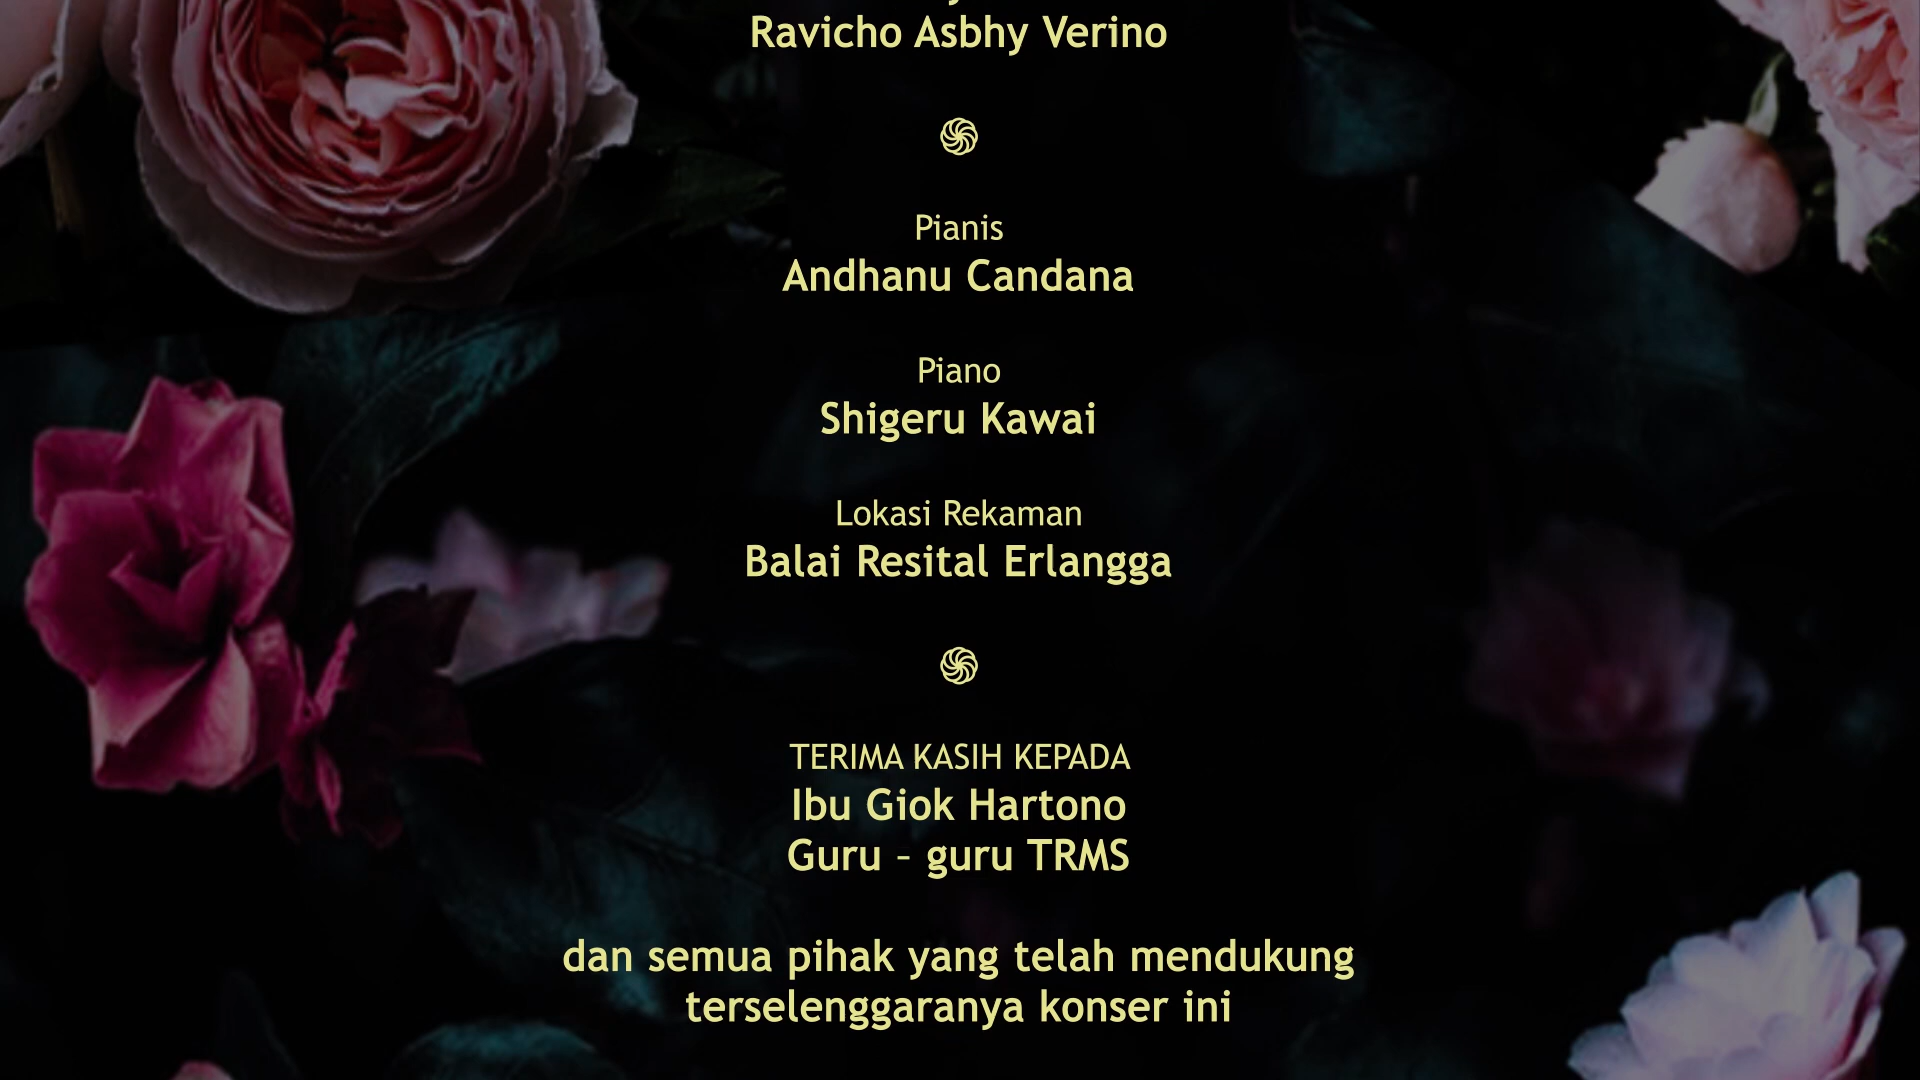 Ravicho Asbhy Verino
Pianis
Andhanu Candana
Piano
Shigeru Kawai
Lokasi Rekaman
Balai Resital Erlangga
TERIMA KASIH KEPADA
Ibu Giok Hartono
Guru – guru TRMS
dan semua pihak yang telah mendukung
terselenggaranya konser ini